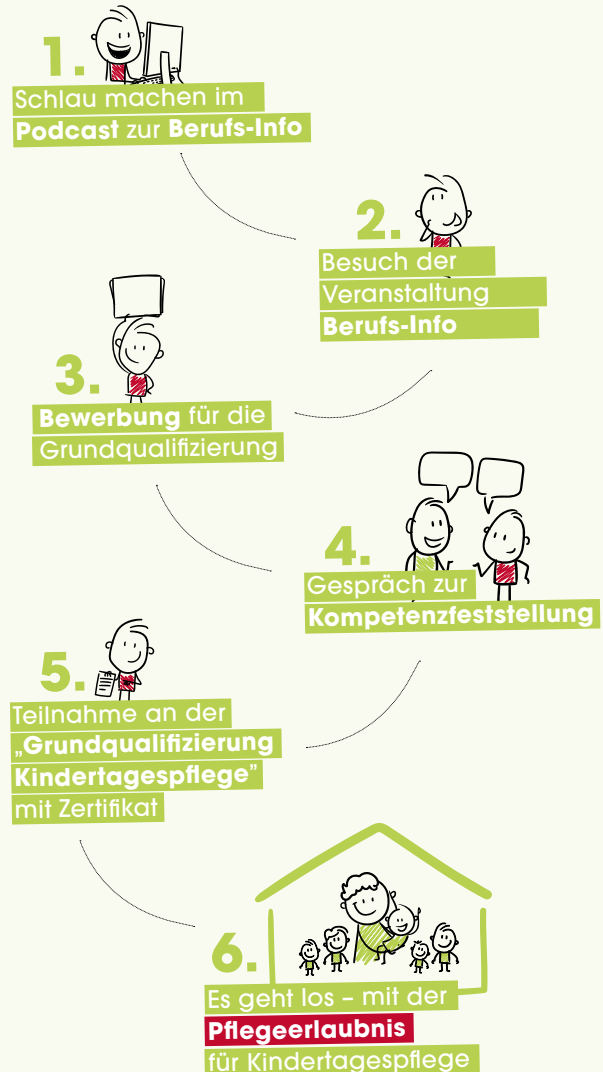 1.
Schlau machen im
Podcast zur Berufs-Info
2.
Besuch der
Veranstaltung
Berufs-Info
3.
Bewerbung für die
Grundqualifizierung
4.
Gespräch zur
Kompetenzfeststellung
5.
Teilnahme an der
„Grundqualifizierung
Kindertagespflege”
mit Zertifikat
6.
Es geht los – mit der
Pflegeerlaubnis
für Kindertagespflege